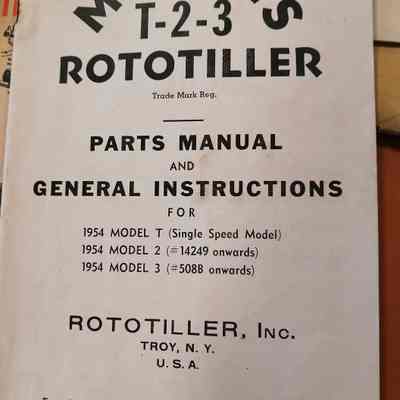 T-2-3
ROTOTILLER
Trade Mark Reg.
PARTS MANUAL
AND
GENERAL INSTRUCTIONS
FOR
1954 MODEL T (Single Speed Model)
1954 MODEL 2 (#14249 onwards)
1954 MODEL 3 (#508B onwards)
ROTOTILLER, Inc.
TROY, N. Y.
U. S. A.